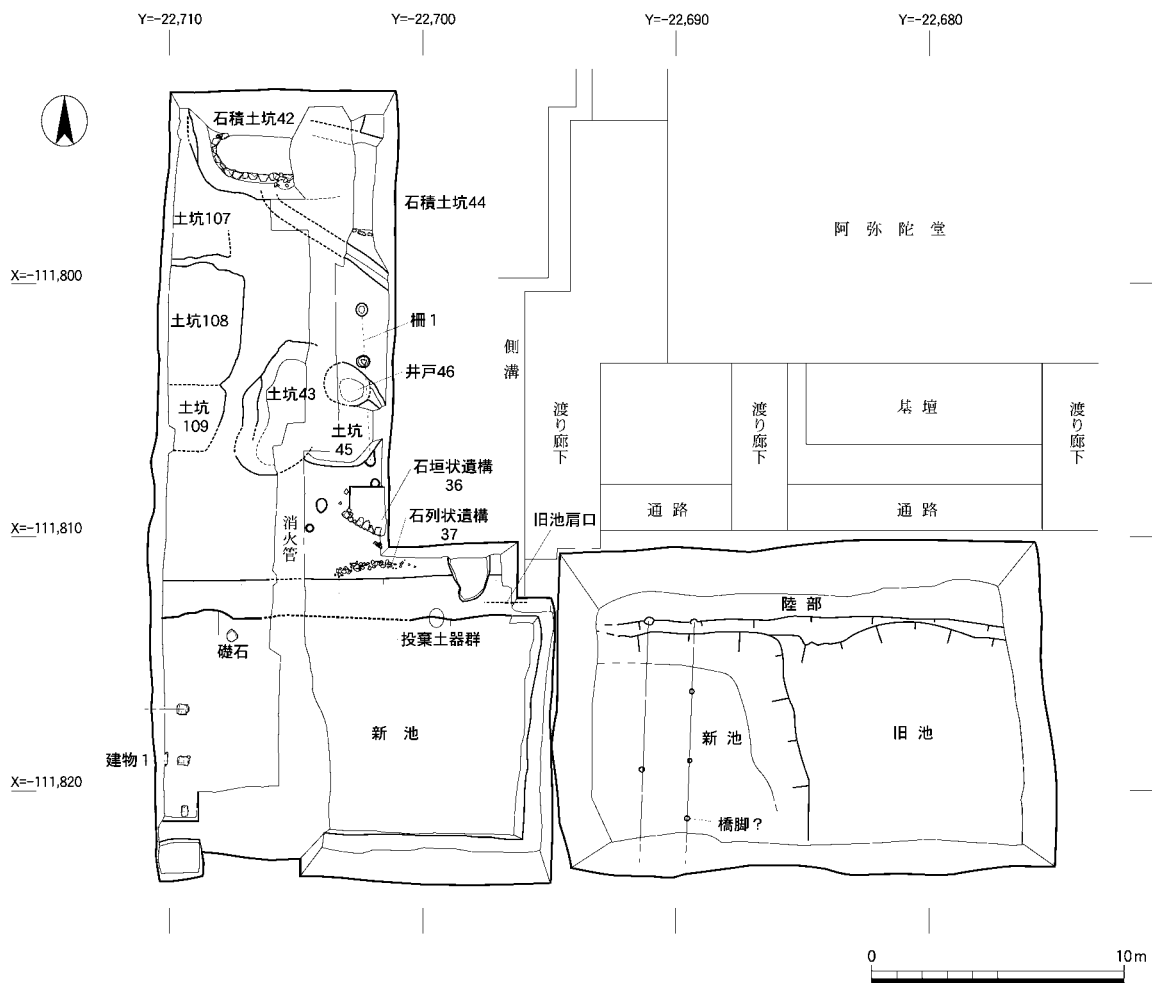 Y=-22,710
Y=-22,700
Y=-22,690
Y=-22,680
石積土坑42
石積土坑44
土坑107
阿弥陀堂
X=-111,800
土坑108
柵1
側溝
井戸46
土坑43
土坑
109
土坑
45
渡り廊下
渡り廊下
基壇
渡り廊下
石垣状遺構
36
石列状遺構
37
旧池肩口
通路
通路
X=-111,810
消火管
陸部
礎石
投棄土器群
新池
新池
旧池
建物1
X=-111,820
橋脚?
0
10m